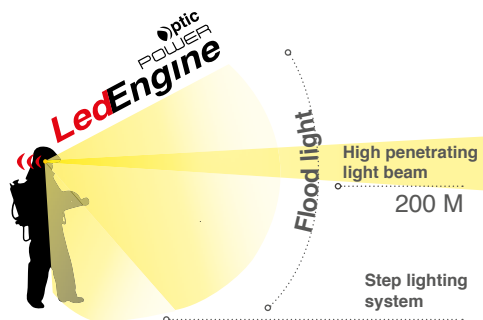 Optic
POWER
LedEngine
Flood light
High penetrating
light beam
200 M
Step lighting
system